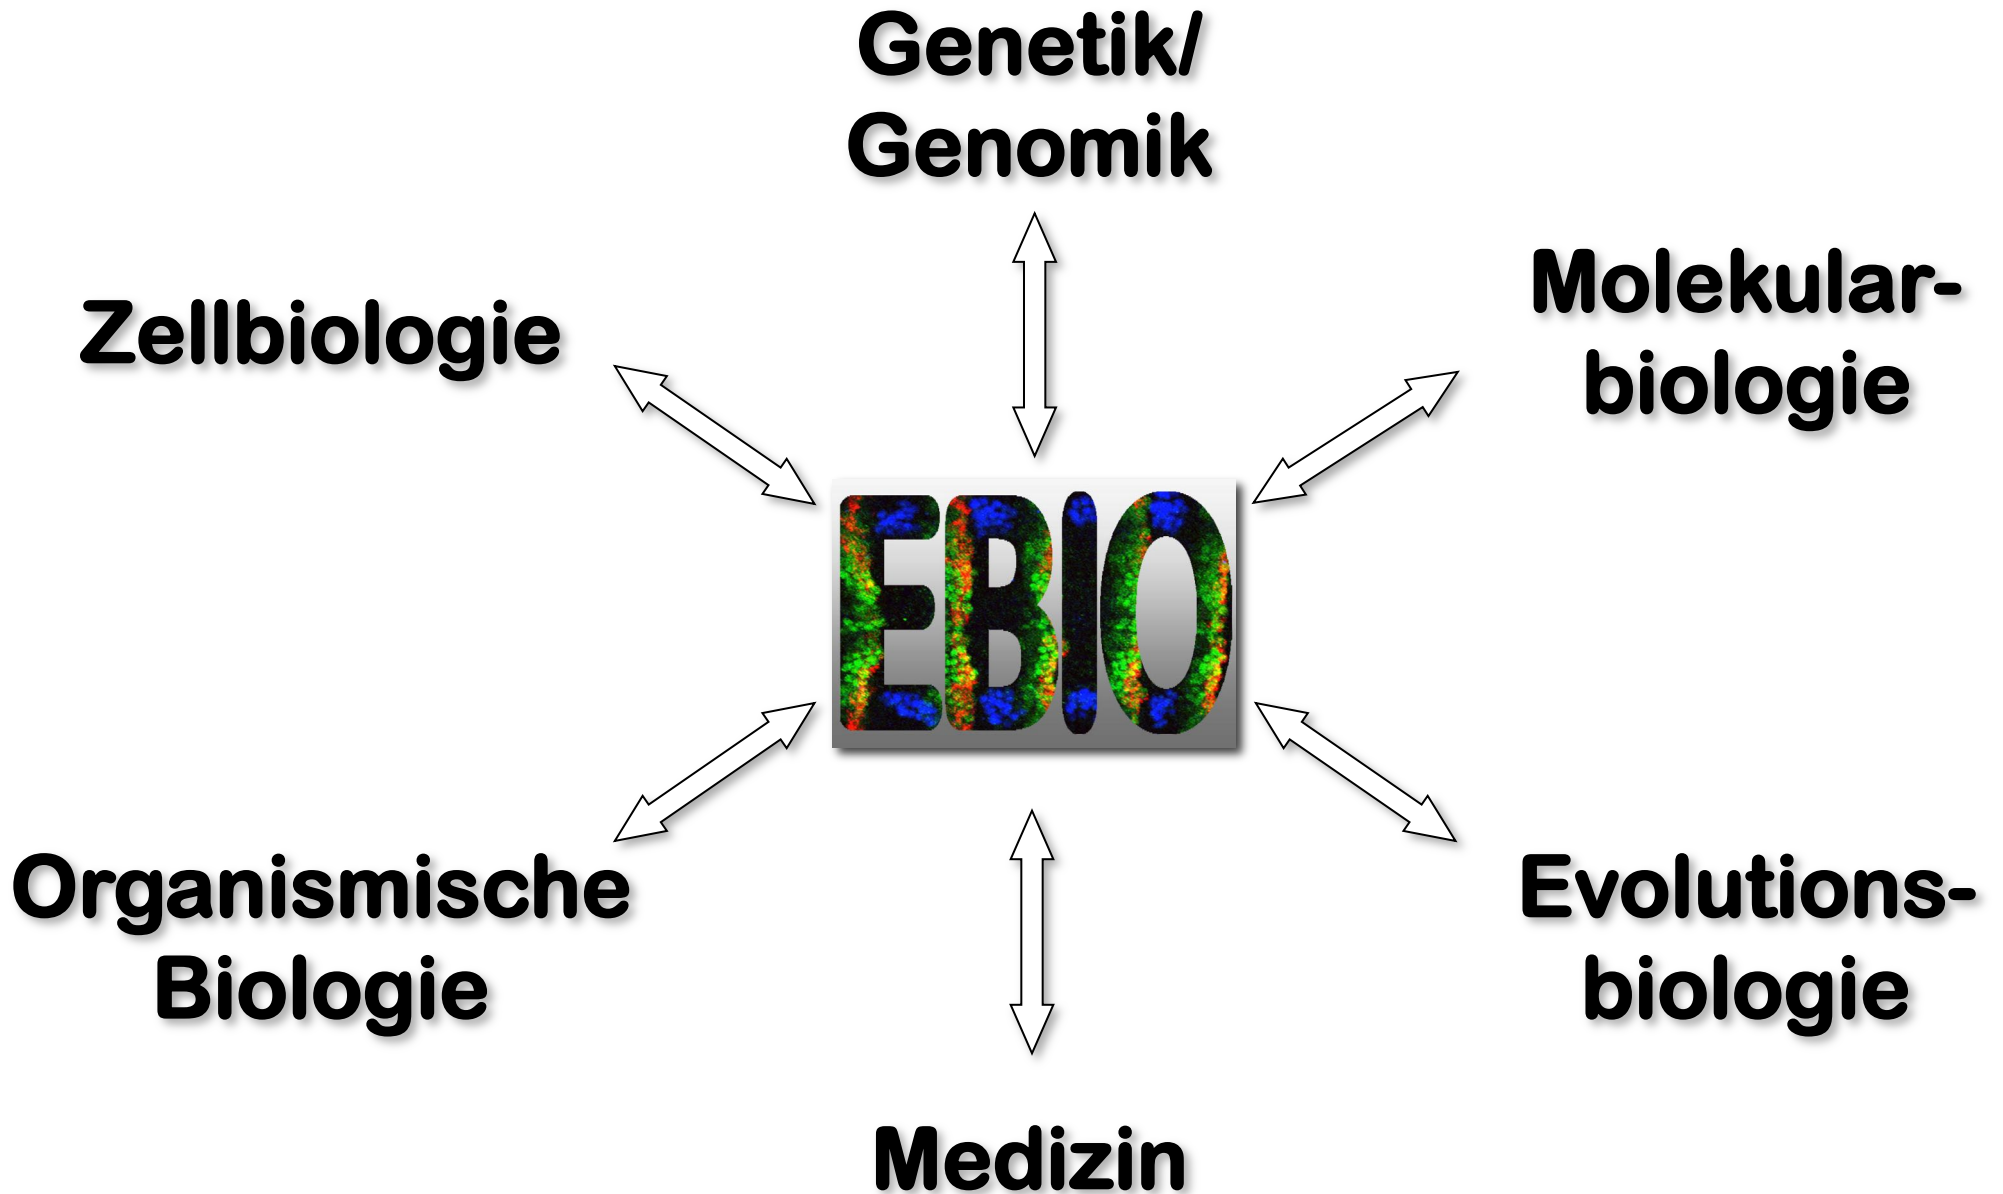 Genetik/
Genomik
Zellbiologie
Molekular-
biologie
EBIO
Organismische
Biologie
Evolutions-
biologie
Medizin